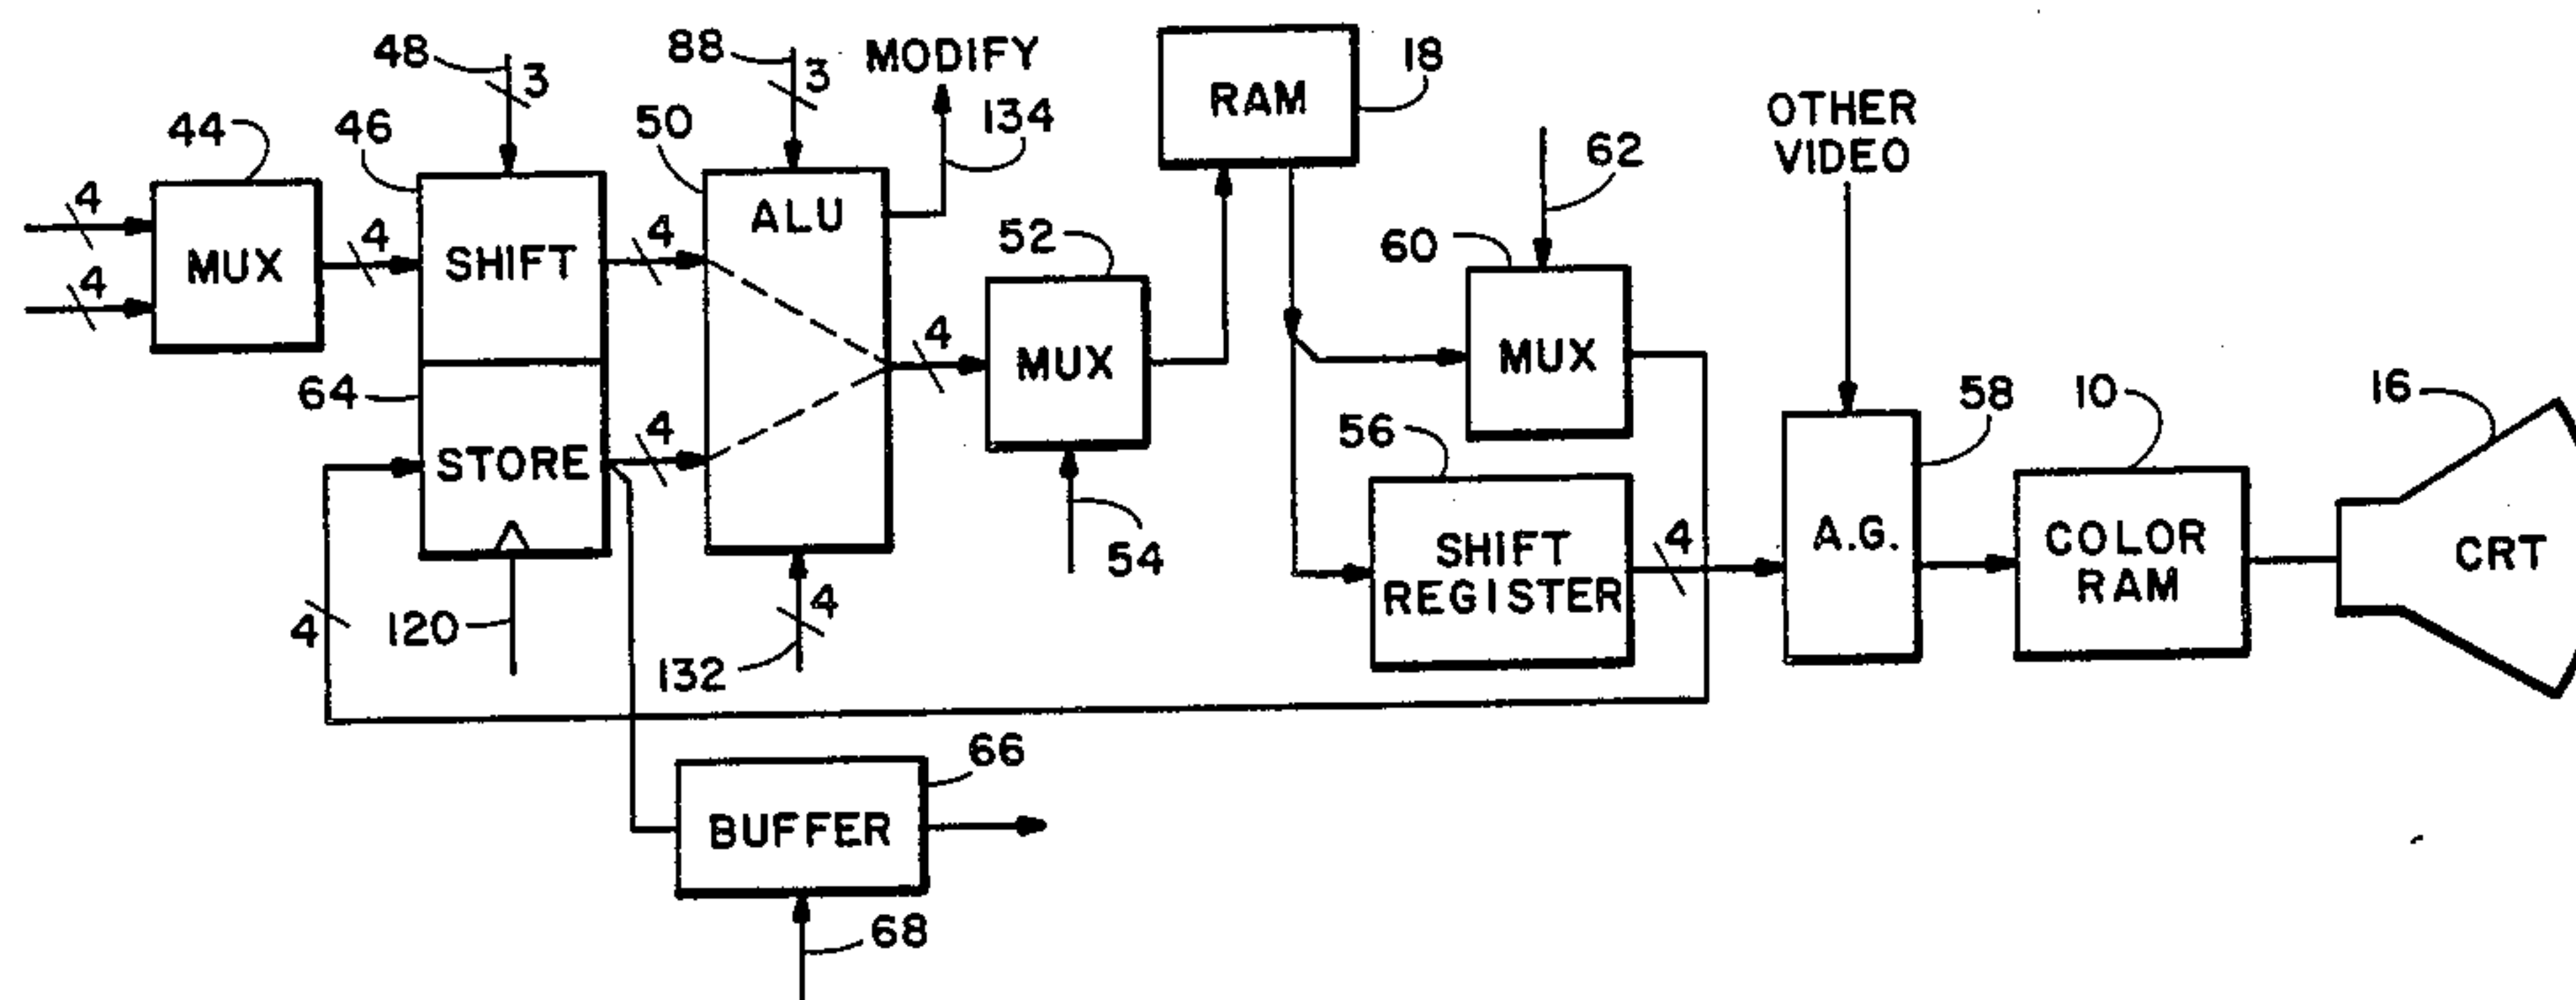 48
3
88
3
MODIFY
134
RAM
18
OTHER
VIDEO
44
46
50
62
4
4
4
4
MUX
SHIFT
ALU
52
60
4
MUX
MUX
64
STORE
4
56
58
10
16
54
SHIFT
REGISTER
4
A.G.
COLOR
RAM
CRT
4
120
132
4
66
BUFFER
68